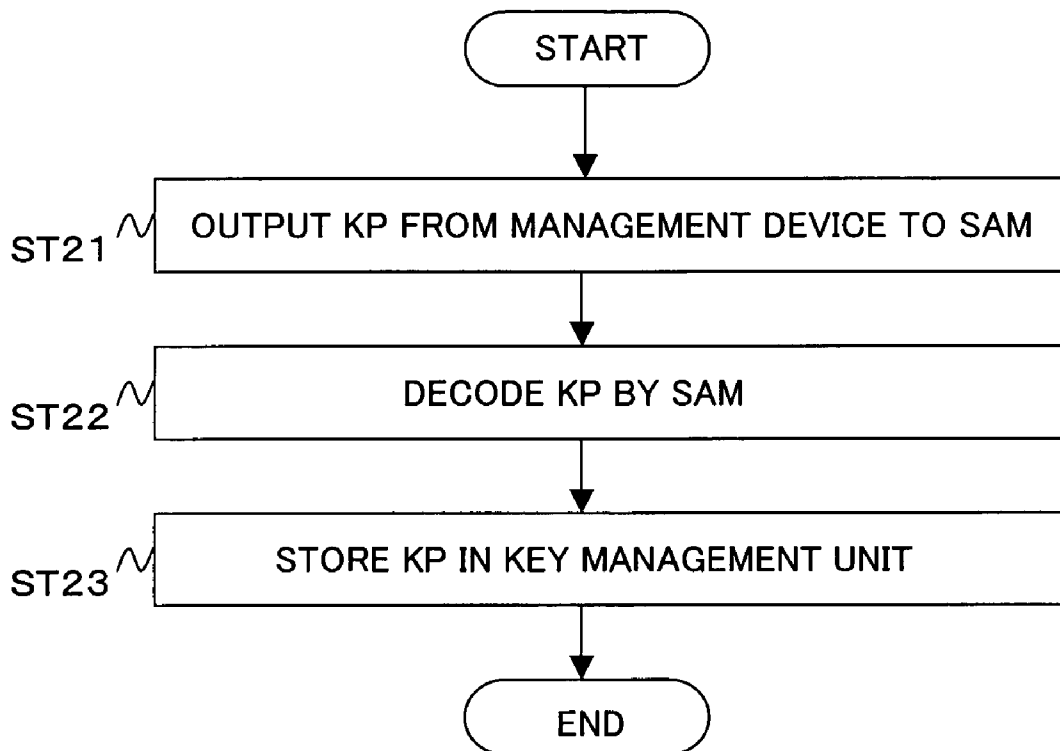 START
OUTPUT KP FROM MANAGEMENT DEVICE TO SAM
ST21
DECODE KP BY SAM
ST22
STORE KP IN KEY MANAGEMENT UNIT
ST23
END